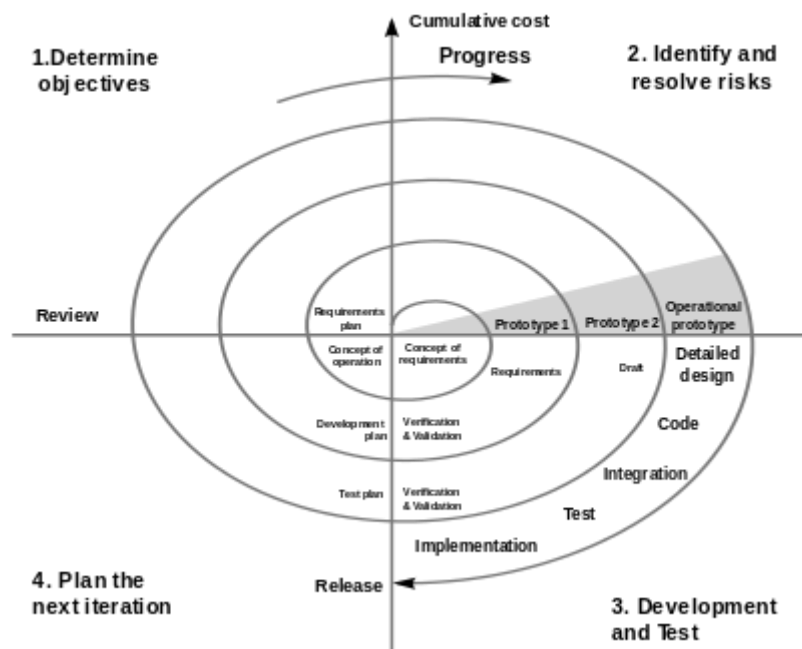 Cumulative cost
1.Determine
objectives
Progress
2. Identify and
resolve risks
Review
Requirements
plan
Prototype 1
Prototype 2
Operational
prototype
Concept of
operation
Concept of
requirements
Requirements
Draft
Detailed
design
Development
plan
Verification
& Validation
Code
Integration
Test plan
Verification
& Validation
Test
Implementation
4. Plan the
next iteration
Release
3. Development
and Test